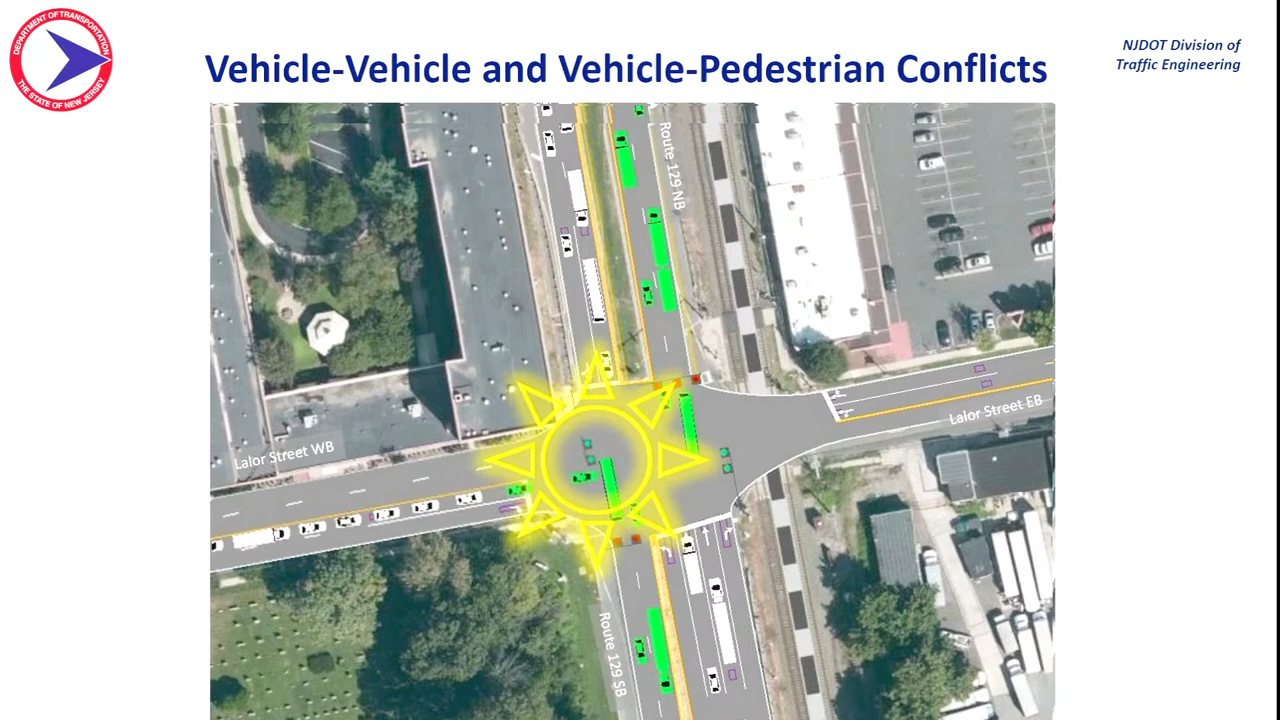 DEPARTMENT OF TRANSPORTATION
THE STATE OF NEW JERSEY
Vehicle-Vehicle and Vehicle-Pedestrian Conflicts
NJDOT Division of
Traffic Engineering
Route 129 NB
Lalor Street EB
Lalor Street WB
Route 129 SB